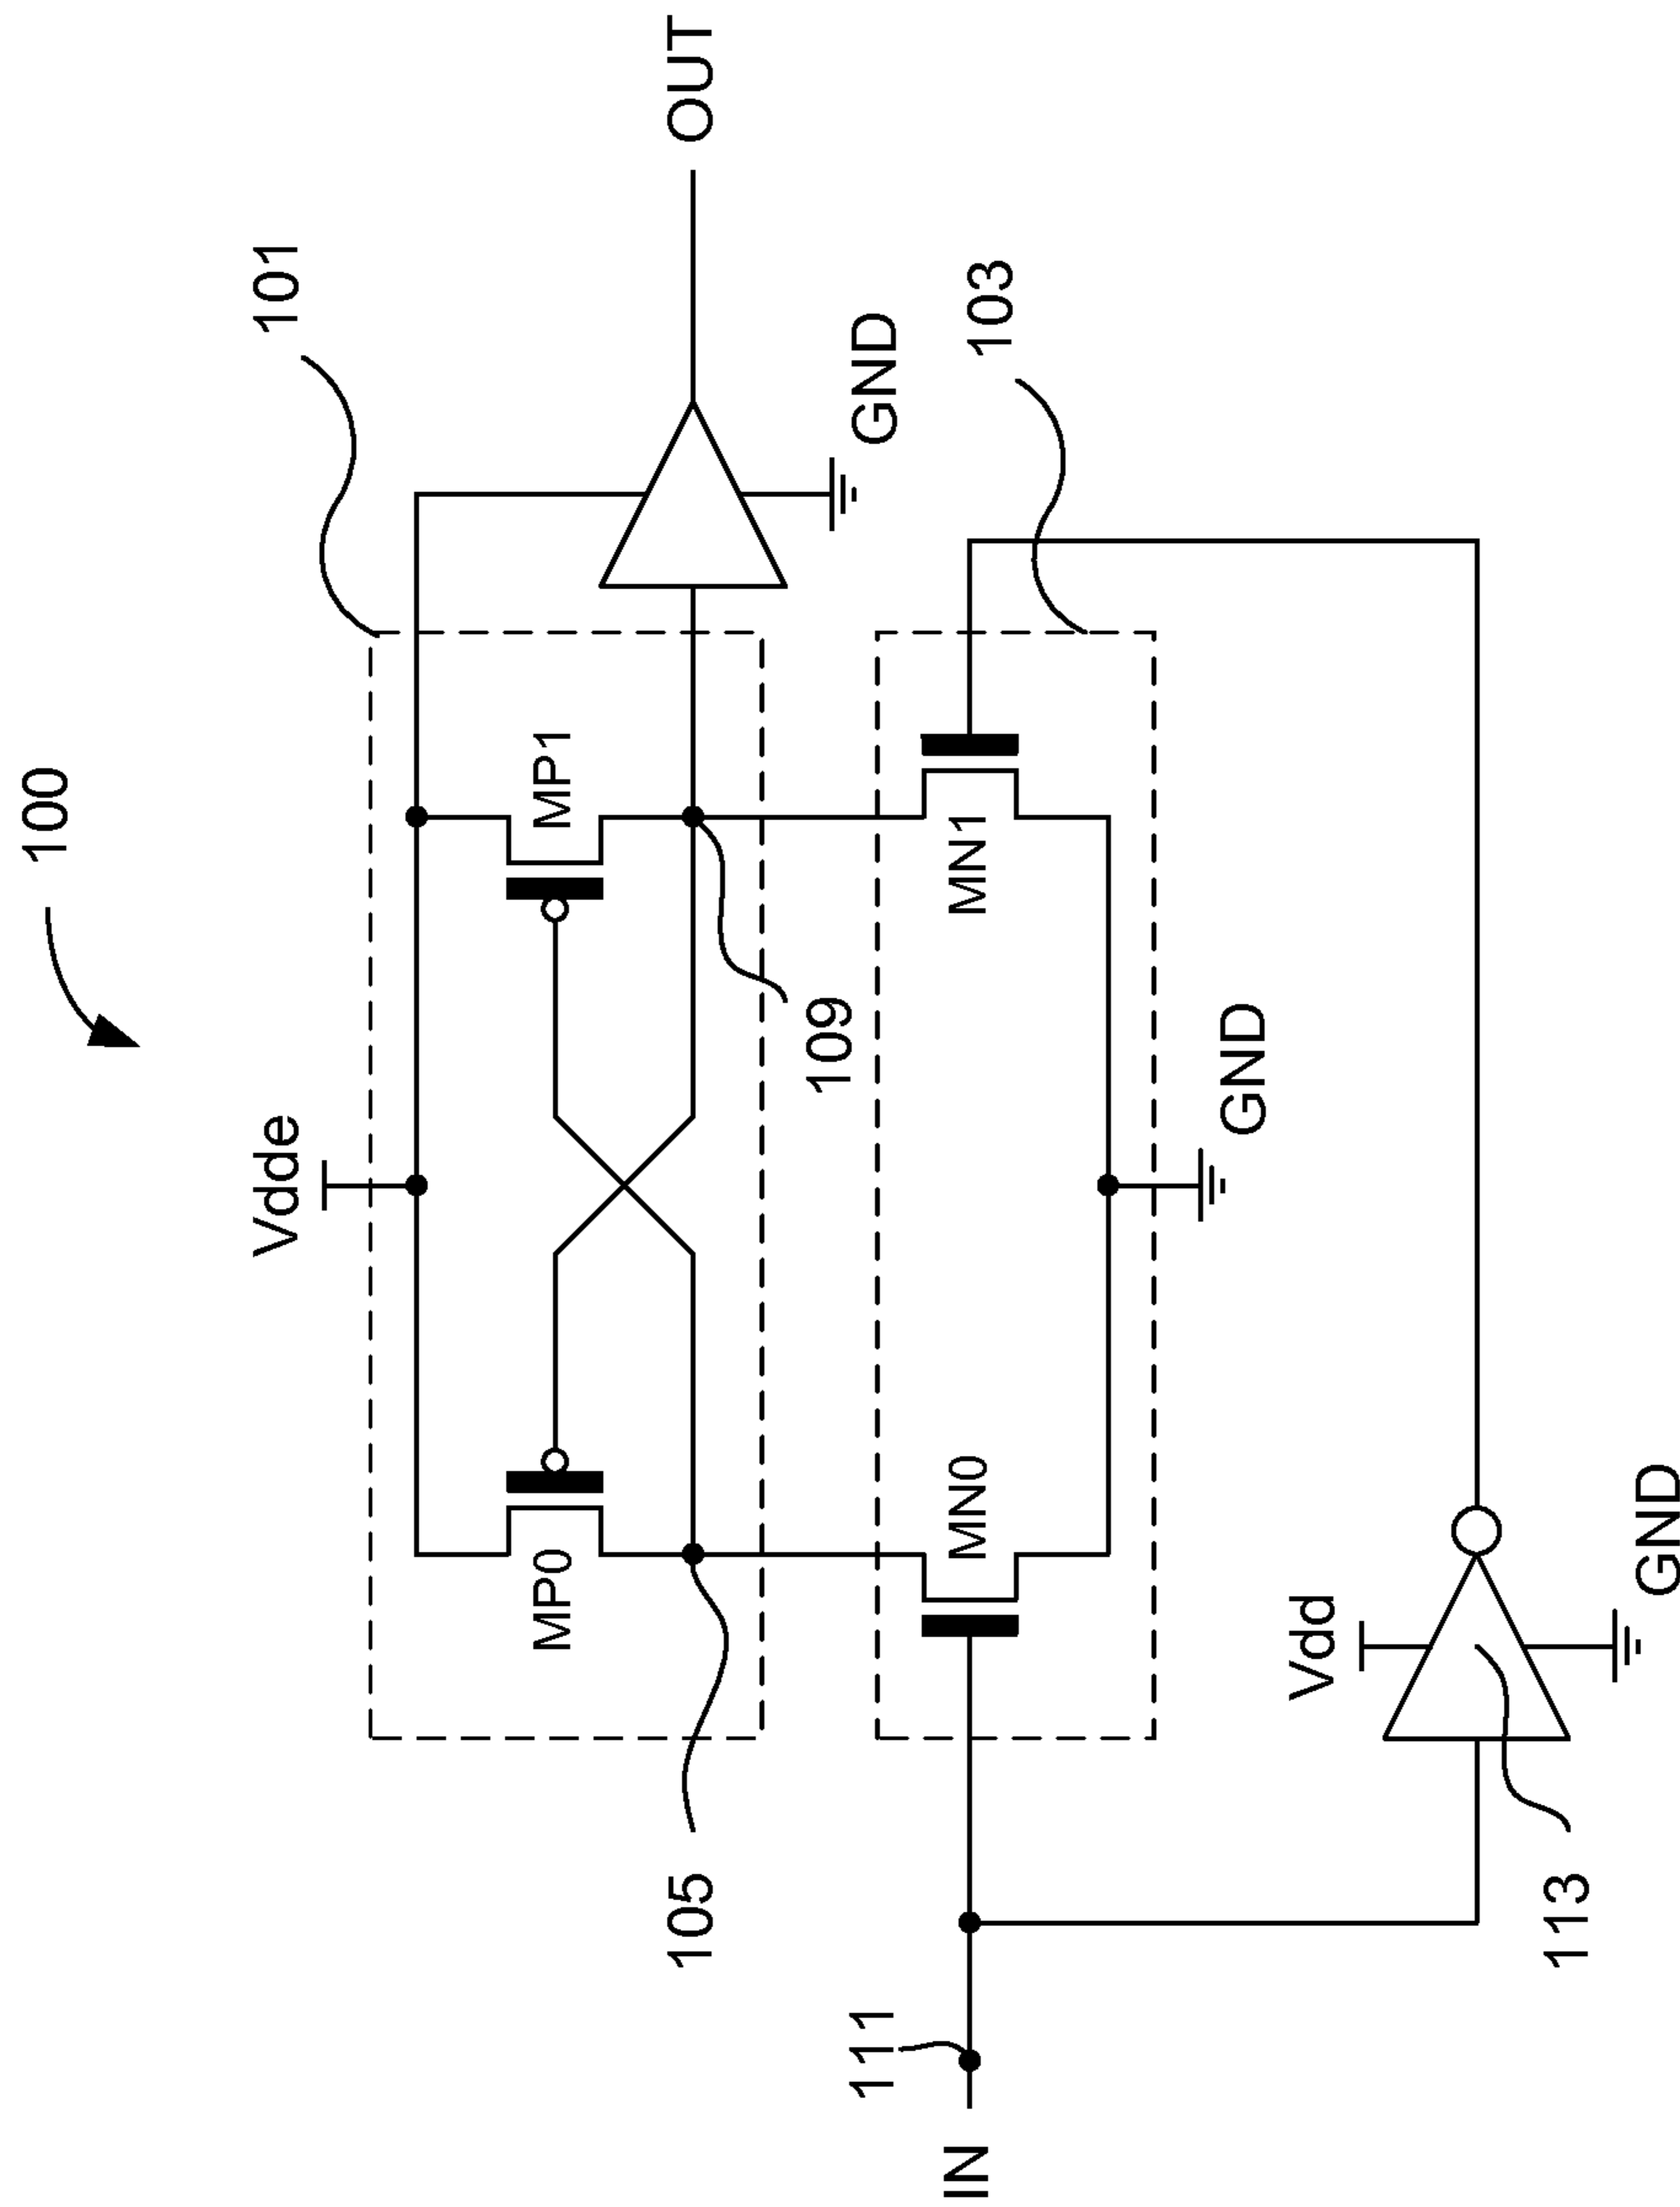 100
101
Vdde
MP0
MP1
OUT
105
109
GND
103
MN0
MN1
111
IN
GND
Vdd
113
GND